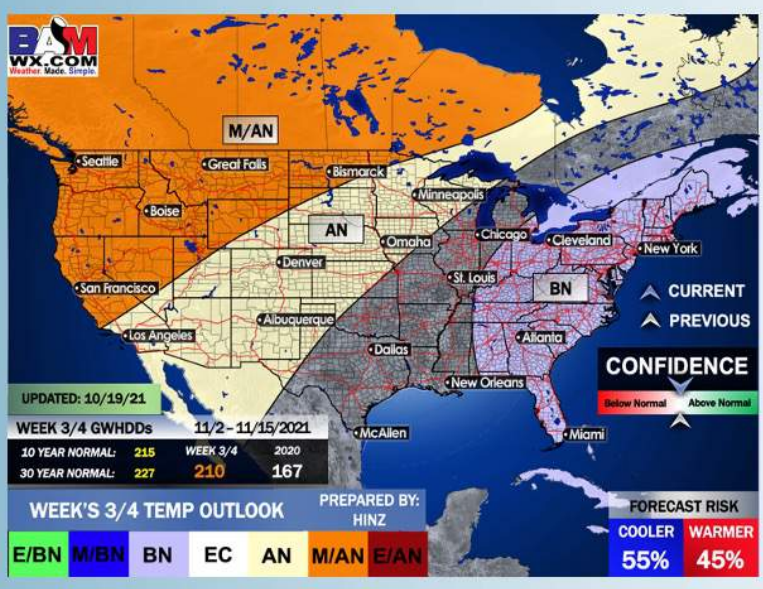 BAM
WX.COM
Weather. Made. Simple.
M/AN
Seattle
Great Falls
Bismarck
Minneapolis
Boise
AN
Omaha
Chicago
Cleveland
New York
Denver
San Francisco
St. Louis
BN
CURRENT
PREVIOUS
Los Angeles
Albuquerque
Atlanta
Dallas
New Orleans
CONFIDENCE
Below Normal
Above Normal
McAllen
Miami
UPDATED: 10/19/21
WEEK 3/4 GWHDDs 11/2 - 11/15/2021
10 YEAR NORMAL: 215 WEEK 3/4 2020
30 YEAR NORMAL: 227 210 167
WEEK'S 3/4 TEMP OUTLOOK
PREPARED BY:
HINZ
E/BN M/BN BN EC AN M/AN E/AN
FORECAST RISK
COOLER WARMER
55% 45%